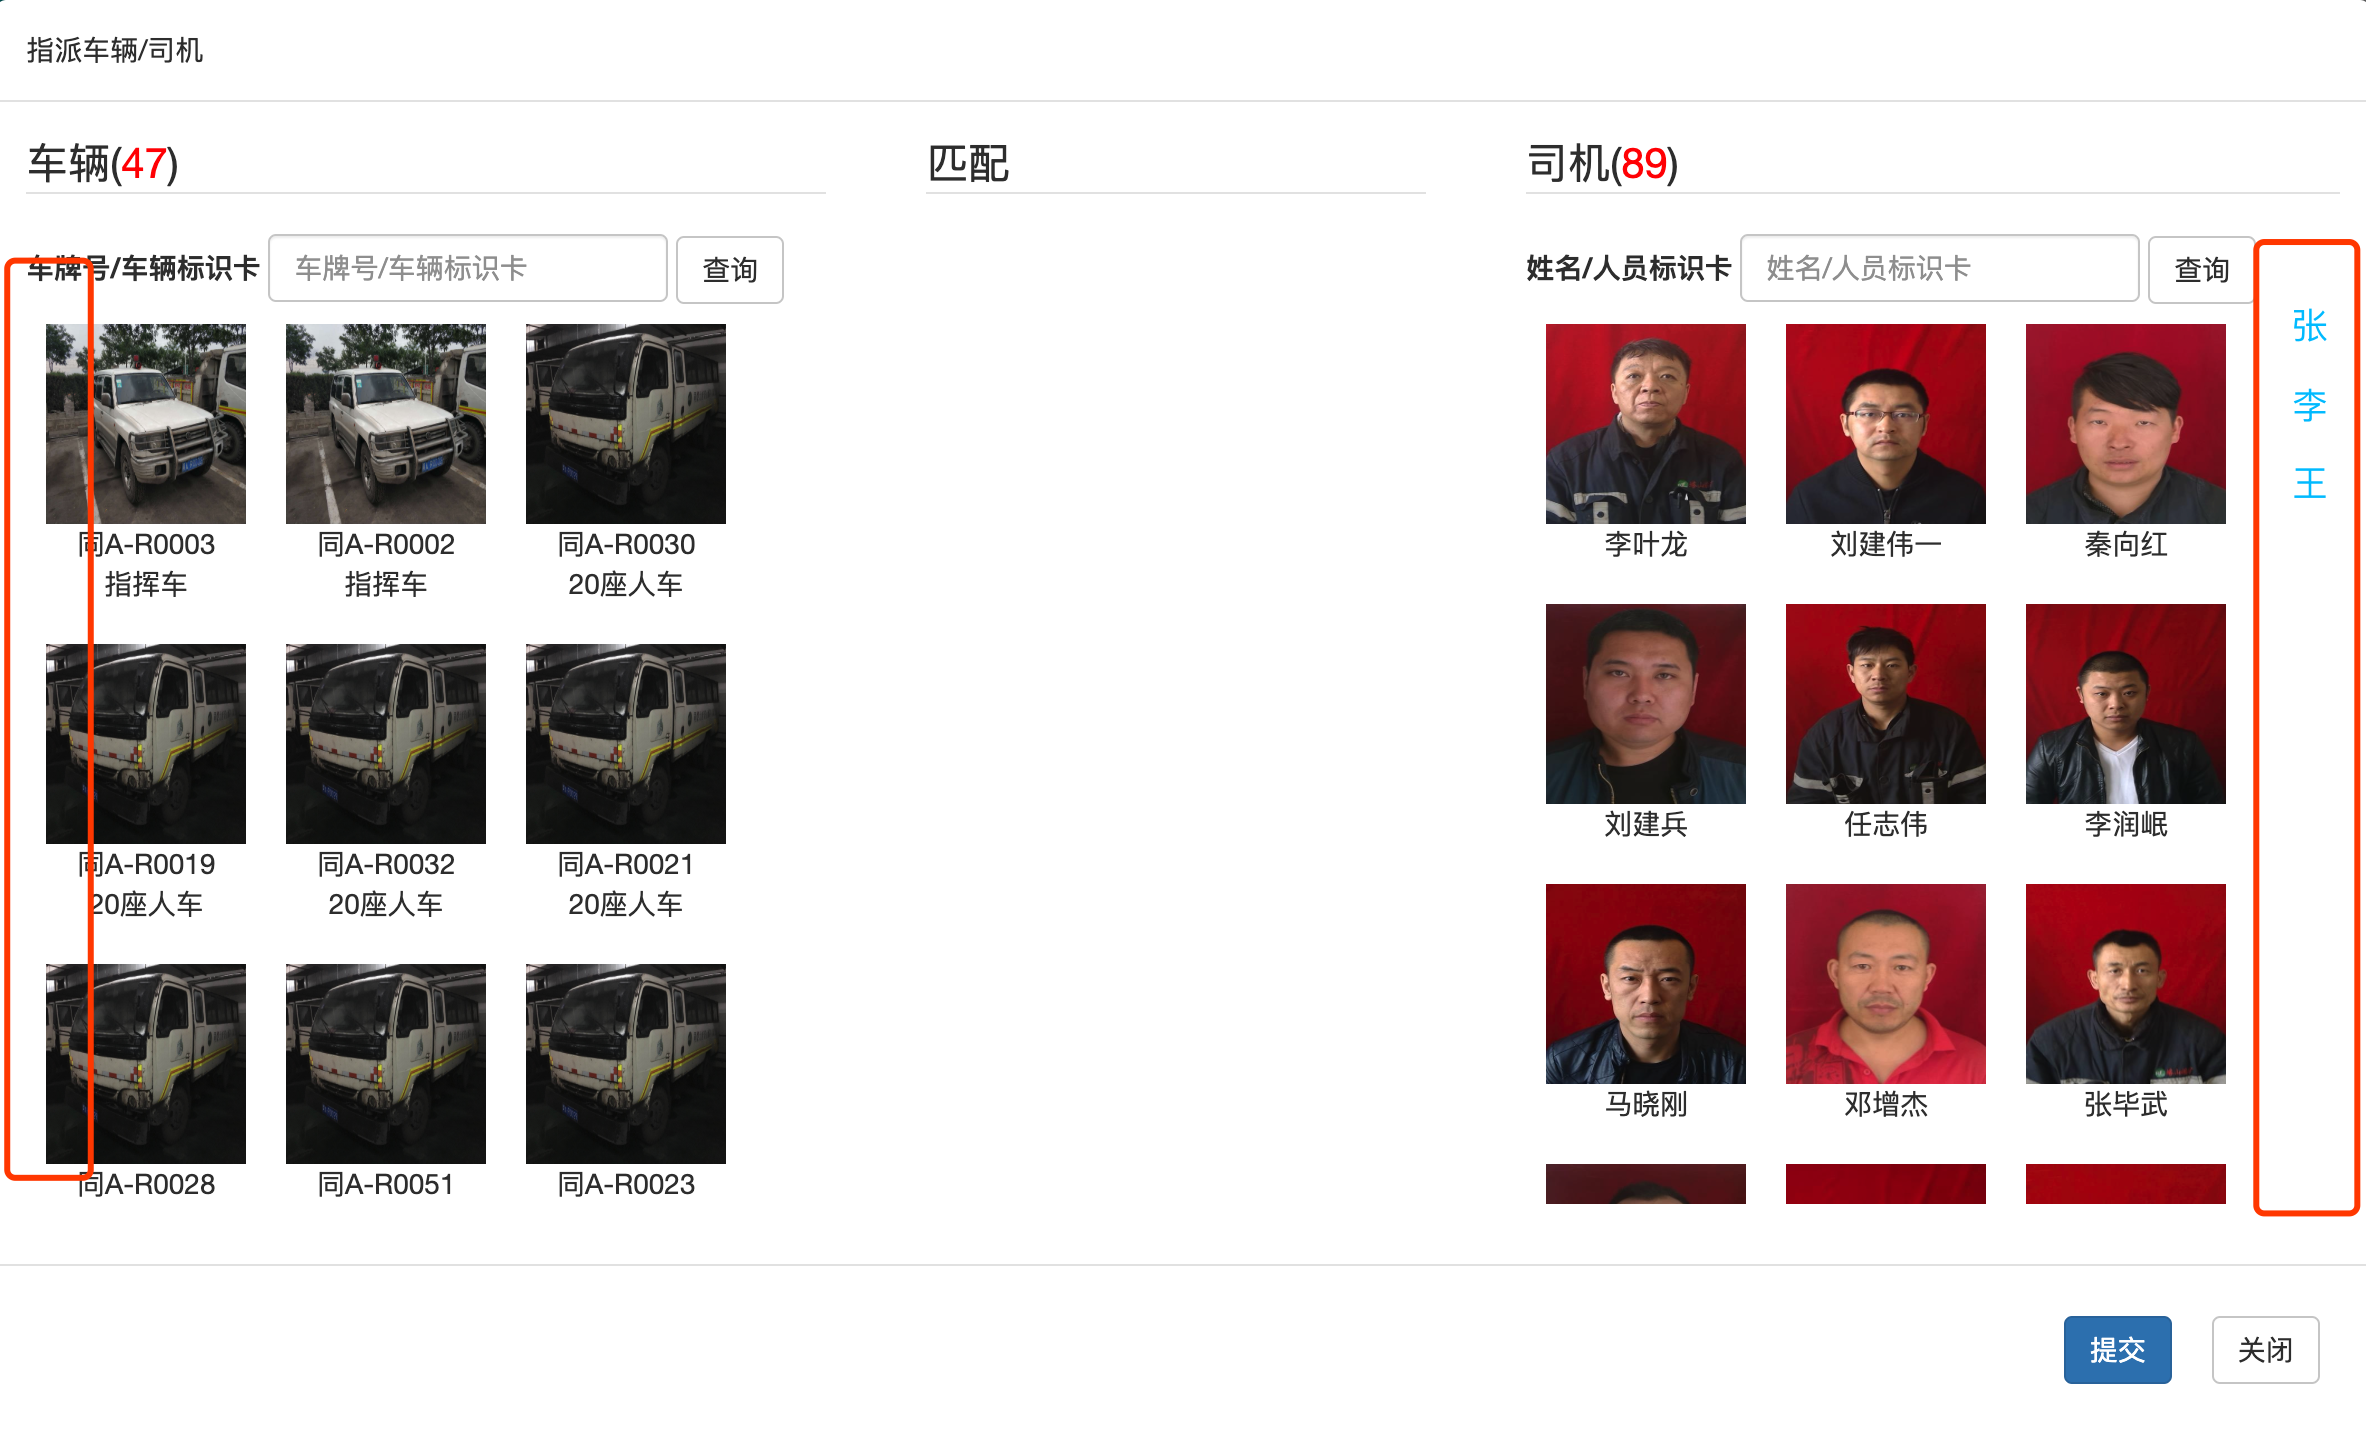 指派车辆/司机
车辆(47)
匹配
司机(89)
车牌号/车辆标识卡 车牌号/车辆标识卡 查询
姓名/人员标识卡 姓名/人员标识卡 查询
同A-R0003 同A-R0002 同A-R0030
指挥车 指挥车 20座人车
同A-R0019 同A-R0032 同A-R0021
20座人车 20座人车 20座人车
同A-R0028 同A-R0051 同A-R0023
李叶龙 刘建伟一 秦向红
刘建兵 任志伟 李润岷
马晓刚 邓增杰 张毕武
张
李
王
提交 关闭